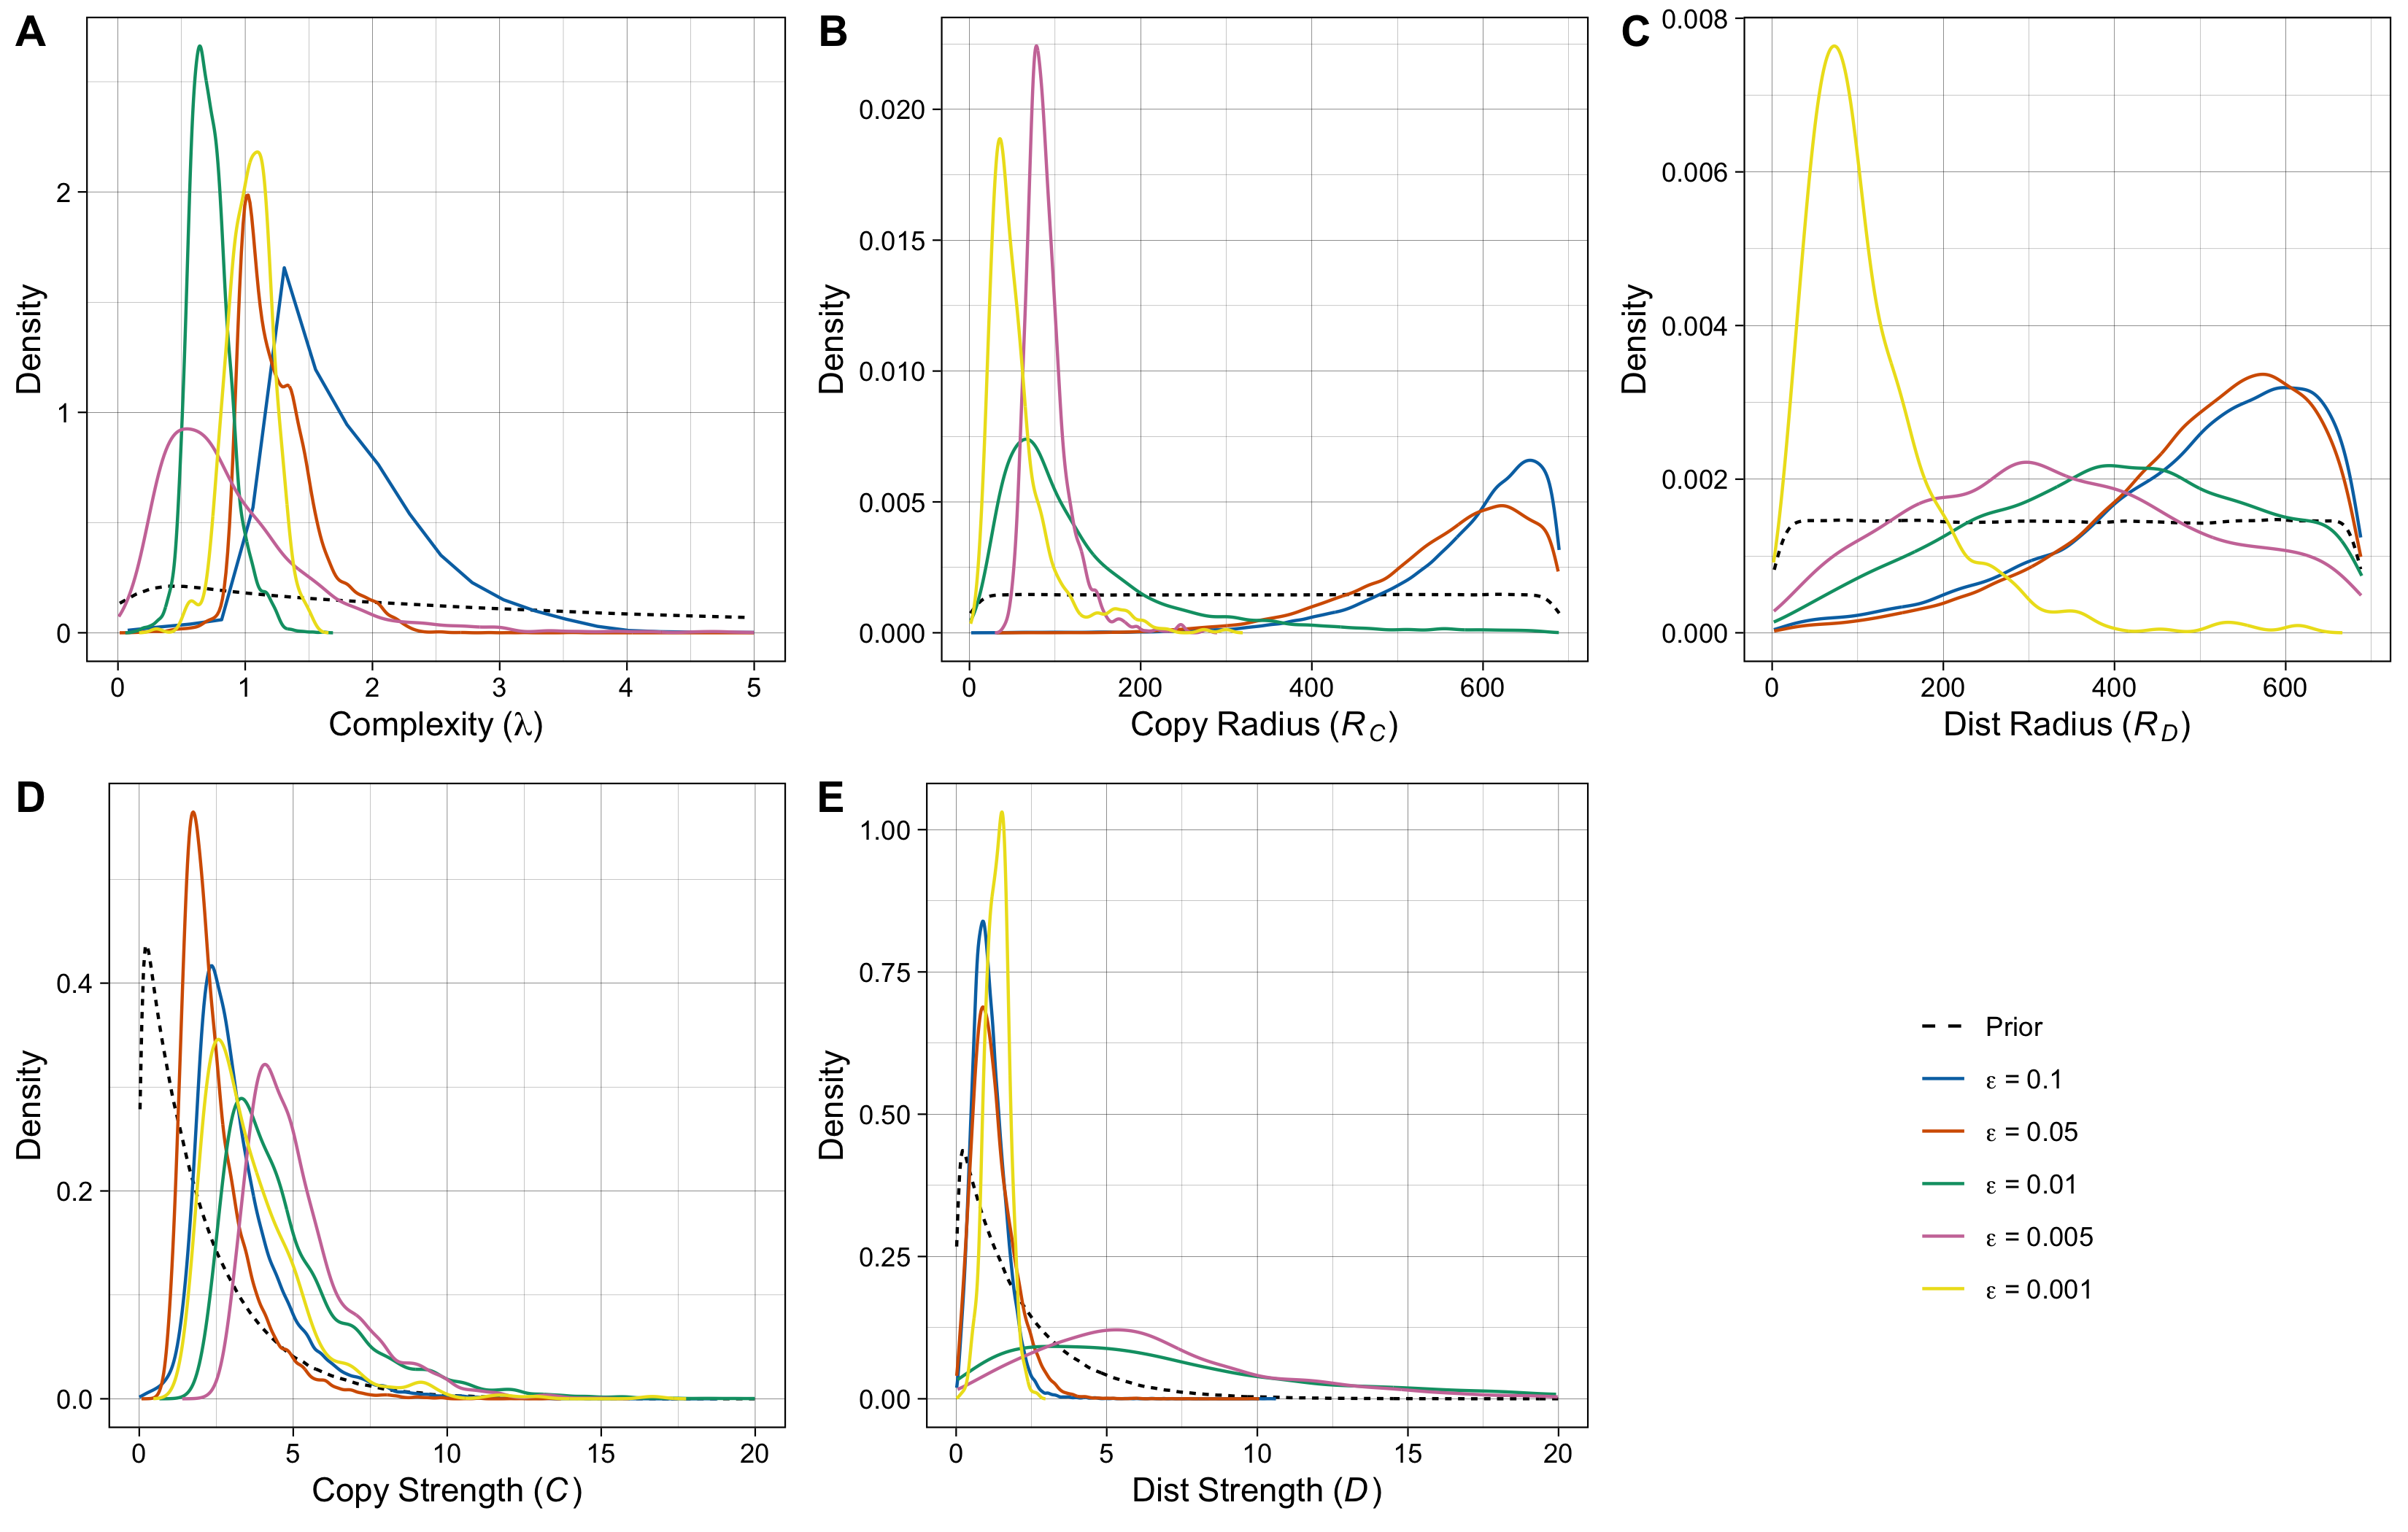 A
Density
2
1
0
0 1 2 3 4 5
Complexity (λ)
B
Density
0.020
0.015
0.010
0.005
0.000
0 200 400 600
Copy Radius (R_C)
C
Density
0.008
0.006
0.004
0.002
0.000
0 200 400 600
Dist Radius (R_D)
D
Density
0.4
0.2
0.0
0 5 10 15 20
Copy Strength (C)
E
Density
1.00
0.75
0.50
0.25
0.00
0 5 10 15 20
Dist Strength (D)
Prior
ε = 0.1
ε = 0.05
ε = 0.01
ε = 0.005
ε = 0.001